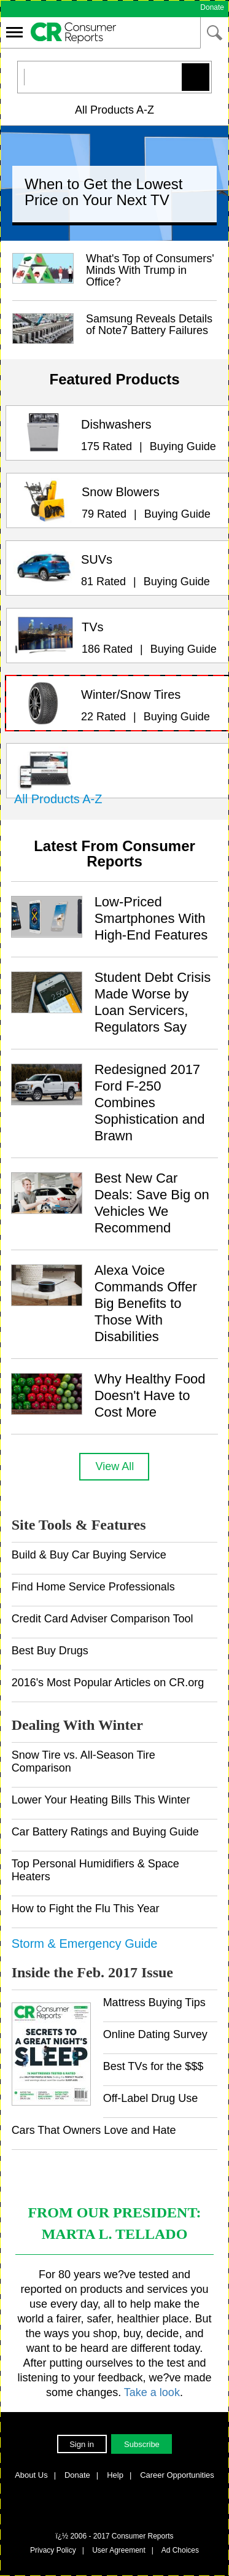 Donate
CR Consumer
Reports
All Products A-Z
When to Get the Lowest
Price on Your Next TV
What's Top of Consumers'
Minds With Trump in
Office?
Samsung Reveals Details
of Note7 Battery Failures
Featured Products
Dishwashers
175 Rated | Buying Guide
Snow Blowers
79 Rated | Buying Guide
SUVs
81 Rated | Buying Guide
TVs
186 Rated | Buying Guide
Winter/Snow Tires
22 Rated | Buying Guide
All Products A-Z
Latest From Consumer
Reports
Low-Priced
Smartphones With
High-End Features
Student Debt Crisis
Made Worse by
Loan Servicers,
Regulators Say
Redesigned 2017
Ford F-250
Combines
Sophistication and
Brawn
Best New Car
Deals: Save Big on
Vehicles We
Recommend
Alexa Voice
Commands Offer
Big Benefits to
Those With
Disabilities
Why Healthy Food
Doesn't Have to
Cost More
View All
Site Tools & Features
Build & Buy Car Buying Service
Find Home Service Professionals
Credit Card Adviser Comparison Tool
Best Buy Drugs
2016's Most Popular Articles on CR.org
Dealing With Winter
Snow Tire vs. All-Season Tire
Comparison
Lower Your Heating Bills This Winter
Car Battery Ratings and Buying Guide
Top Personal Humidifiers & Space
Heaters
How to Fight the Flu This Year
Storm & Emergency Guide
Inside the Feb. 2017 Issue
CR Consumer
Reports
SECRETS TO
A GREAT NIGHT'S
SLEEP
Mattress Buying Tips
Online Dating Survey
Best TVs for the $$$
Off-Label Drug Use
Cars That Owners Love and Hate
FROM OUR PRESIDENT:
MARTA L. TELLADO
For 80 years we?ve tested and
reported on products and services you
use every day, all to help make the
world a fairer, safer, healthier place. But
the ways you shop, buy, decide, and
want to be heard are different today.
After putting ourselves to the test and
listening to your feedback, we?ve made
some changes. Take a look.
Sign in
Subscribe
About Us | Donate | Help | Career Opportunities
ï¿½ 2006 - 2017 Consumer Reports
Privacy Policy | User Agreement | Ad Choices